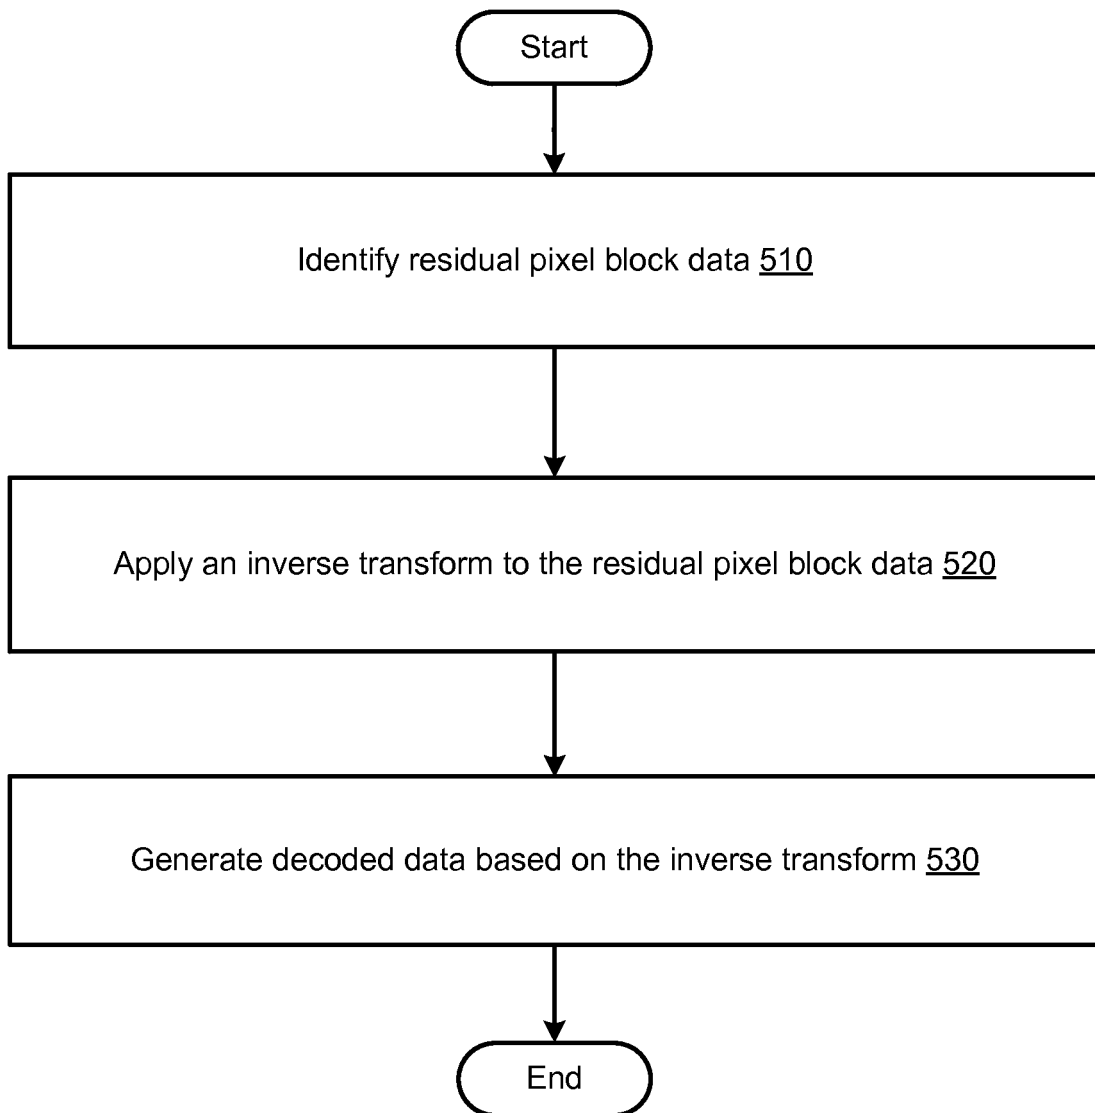 Start
Identify residual pixel block data 510
Apply an inverse transform to the residual pixel block data 520
Generate decoded data based on the inverse transform 530
End